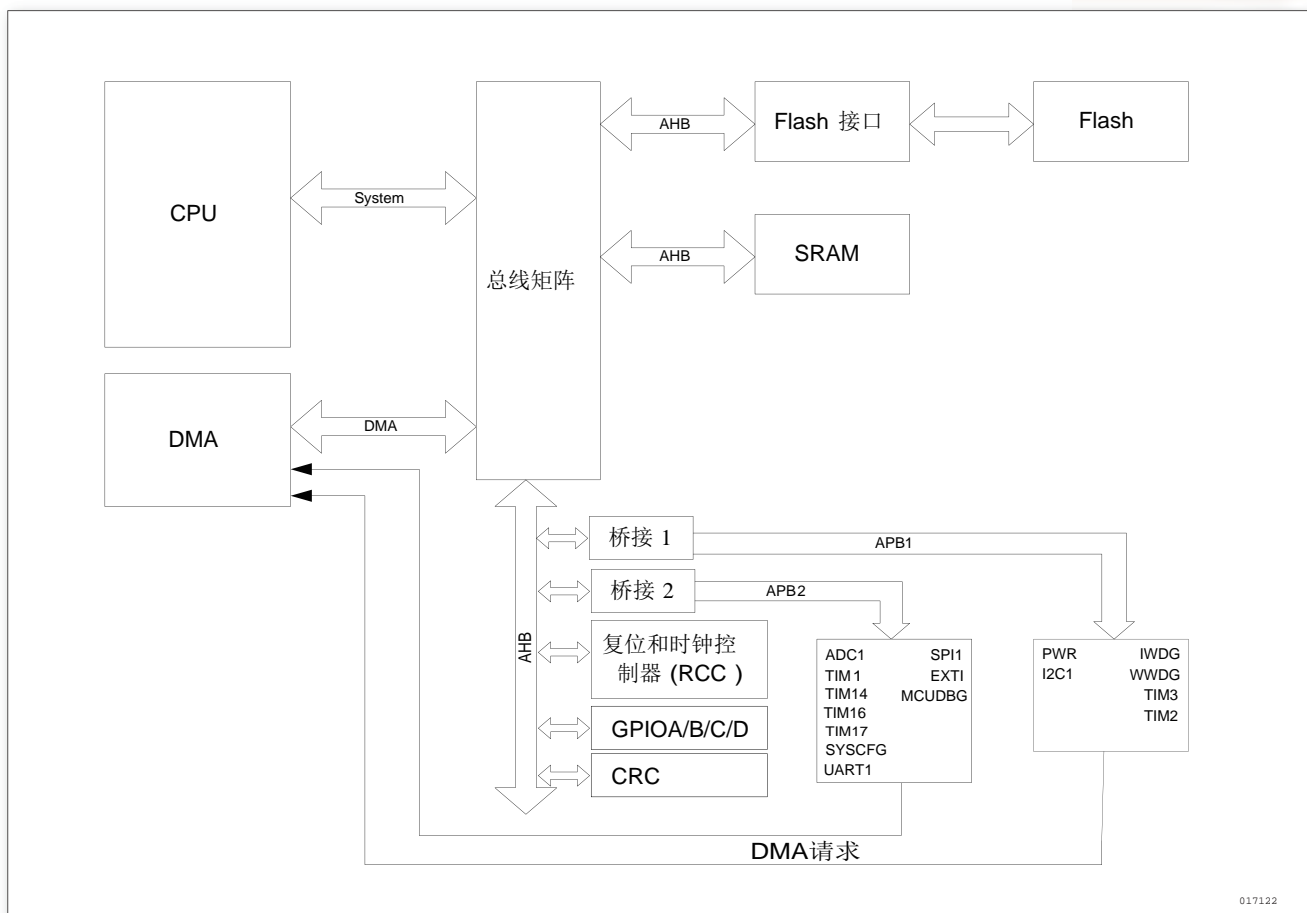 CPU
System
总线矩阵
AHB
Flash 接口
Flash
AHB
SRAM
DMA
DMA
AHB
桥接 1
APB1
桥接 2
APB2
复位和时钟控
制器 (RCC )
GPIOA/B/C/D
CRC
ADC1
TIM1
TIM14
TIM16
TIM17
SYSCFG
UART1
SPI1
EXTI
MCUDBG
PWR
I2C1
IWDG
WWDG
TIM3
TIM2
DMA请求
017122